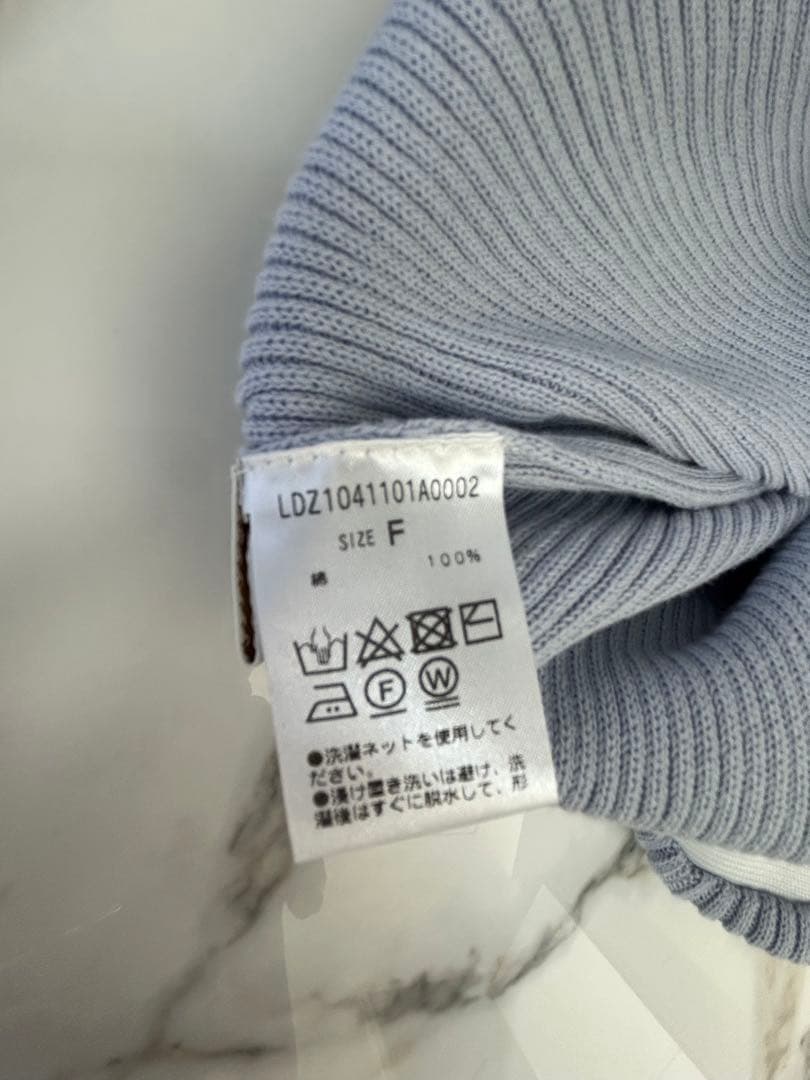 LDZ1041101A0002
SIZE F
綿 100%
F W
●洗濯ネットを使用してく
ださい。
●漬け置き洗いは避け、洗
濯後はすぐに脱水して、形